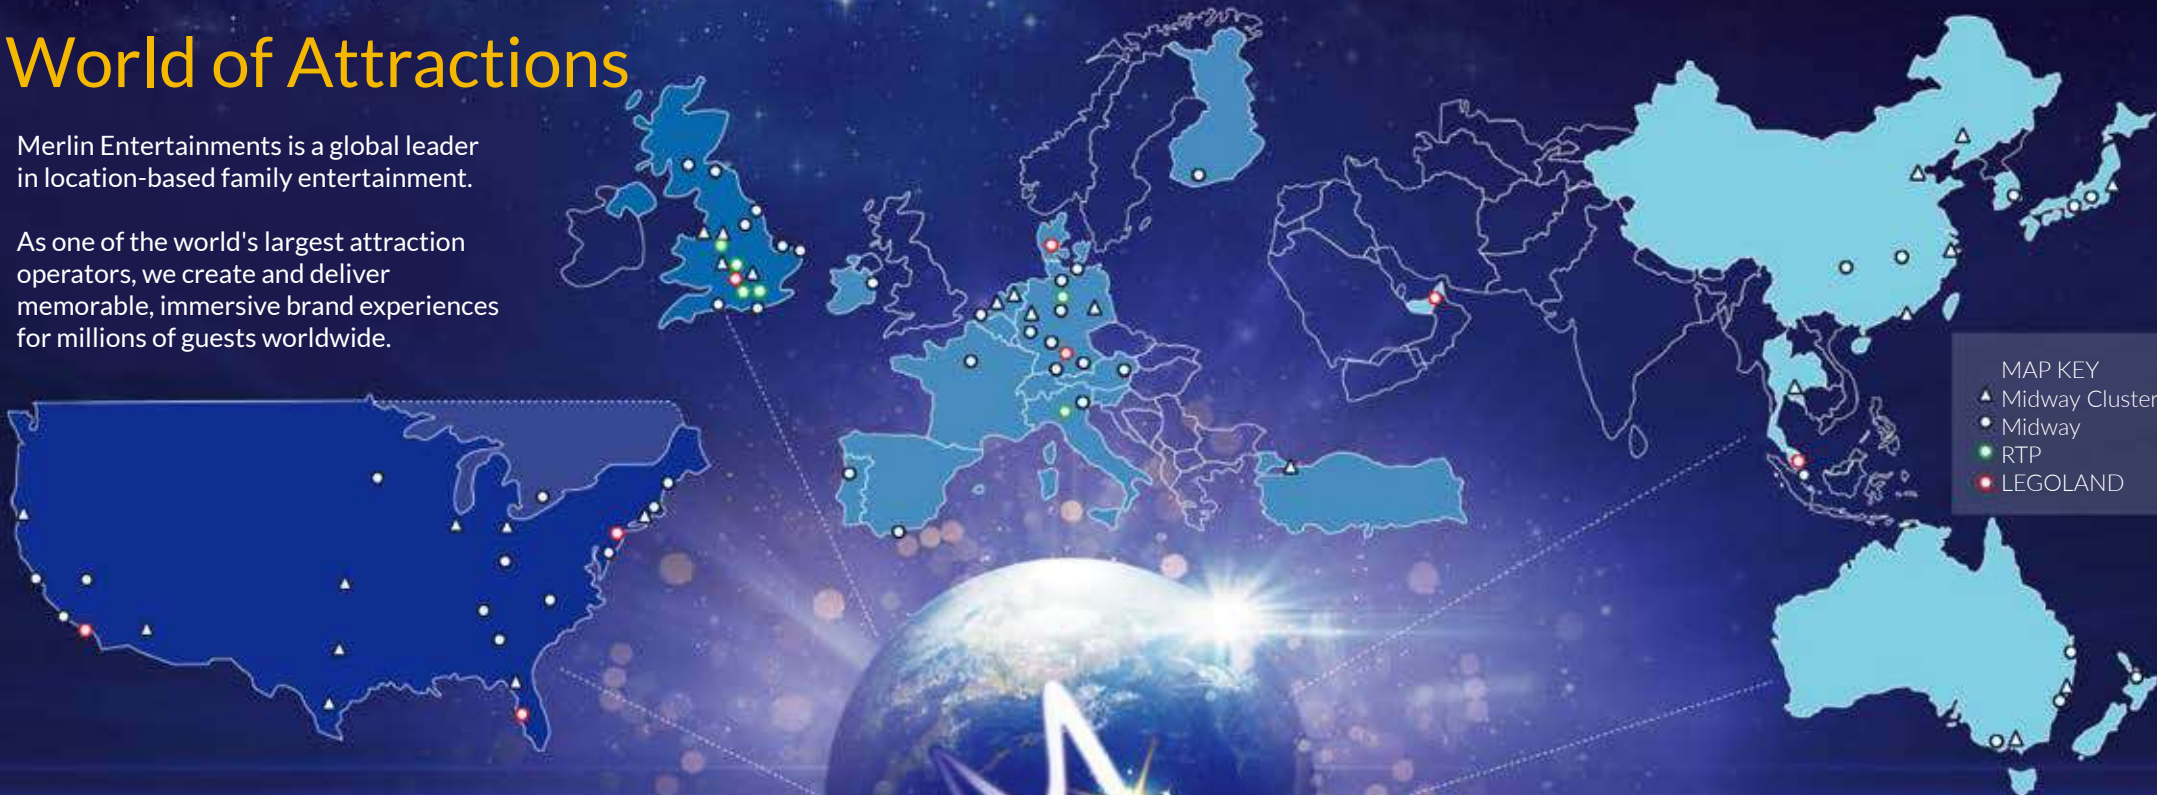 World of Attractions
Merlin Entertainments is a global leader
in location-based family entertainment.
As one of the world's largest attraction
operators, we create and deliver
memorable, immersive brand experiences
for millions of guests worldwide.
MAP KEY
Midway Cluster
Midway
RTP
LEGOLAND